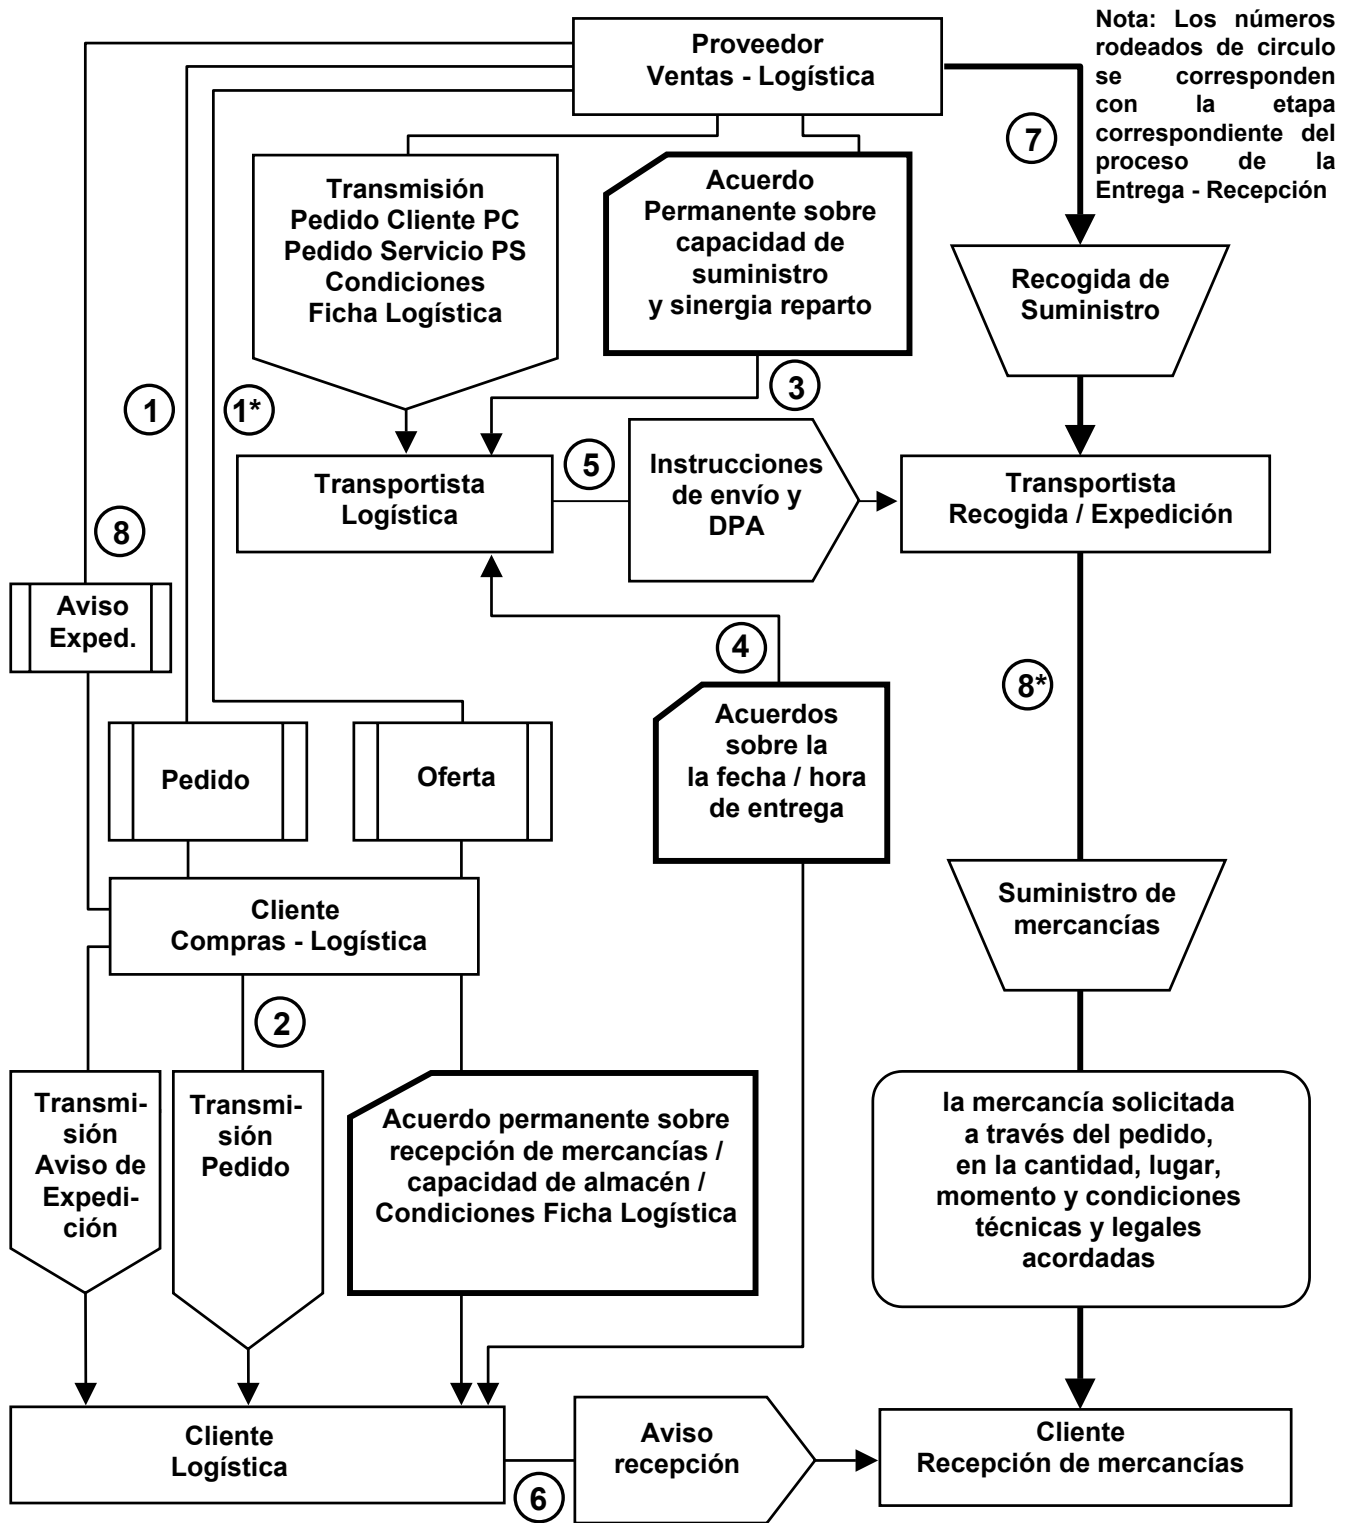 Proveedor
Ventas - Logística
Nota: Los números
rodeados de circulo
se corresponden
con la etapa
correspondiente del
proceso de la
Entrega - Recepción
7
Transmisión
Pedido Cliente PC
Pedido Servicio PS
Condiciones
Ficha Logística
Acuerdo
Permanente sobre
capacidad de
suministro
y sinergia reparto
Recogida de
Suministro
1
1*
3
5
Transportista
Logística
Instrucciones
de envío y
DPA
Transportista
Recogida / Expedición
8
Aviso
Exped.
4
8*
Pedido
Oferta
Acuerdos
sobre la
la fecha / hora
de entrega
Cliente
Compras - Logística
Suministro de
mercancías
2
Transmi-
sión
Aviso de
Expedi-
ción
Transmi-
sión
Pedido
Acuerdo permanente sobre
recepción de mercancías /
capacidad de almacén /
Condiciones Ficha Logística
la mercancía solicitada
a través del pedido,
en la cantidad, lugar,
momento y condiciones
técnicas y legales
acordadas
Cliente
Logística
6
Aviso
recepción
Cliente
Recepción de mercancías